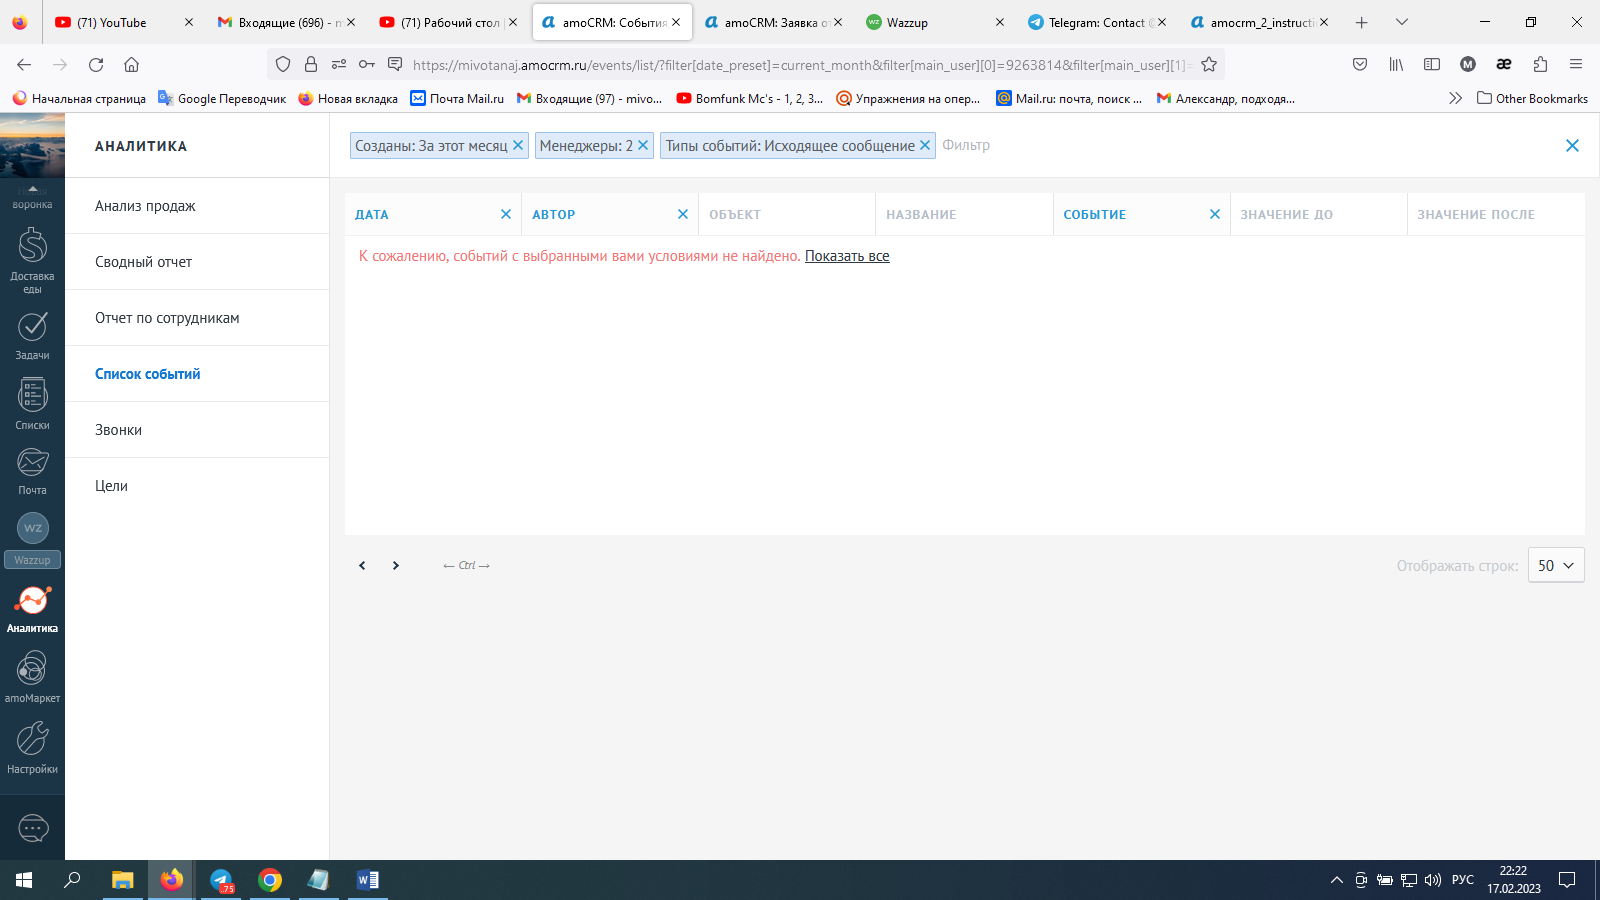 (71) YouTube
Входящие (696) - m
(71) Рабочий стол |
amoCRM: События
amoCRM: Заявка от
Wazzup
Telegram: Contact @
amocrm_2_instructi
https://mivotanaj.amocrm.ru/events/list/?filter[date_preset]=current_month&filter[main_user][0]=9263814&filter[main_user][1]=
Начальная страница
Google Переводчик
Новая вкладка
Почта Mail.ru
Входящие (97) - mivo...
Bomfunk Mc's - 1, 2, 3...
Упражнения на опер...
Mail.ru: почта, поиск ...
Александр, подходя...
Other Bookmarks
АНАЛИТИКА
Созданы: За этот месяц
Менеджеры: 2
Типы событий: Исходящее сообщение
Фильтр
воронка
Доставка
еды
Задачи
Списки
Почта
WZ
Wazzup
Аналитика
amoМаркет
Настройки
Анализ продаж
Сводный отчет
Отчет по сотрудникам
Список событий
Звонки
Цели
ДАТА
АВТОР
ОБЪЕКТ
НАЗВАНИЕ
СОБЫТИЕ
ЗНАЧЕНИЕ ДО
ЗНАЧЕНИЕ ПОСЛЕ
К сожалению, событий с выбранными вами условиями не найдено. Показать все
← Ctrl →
Отображать строк:
50
.75
РУС
22:22
17.02.2023